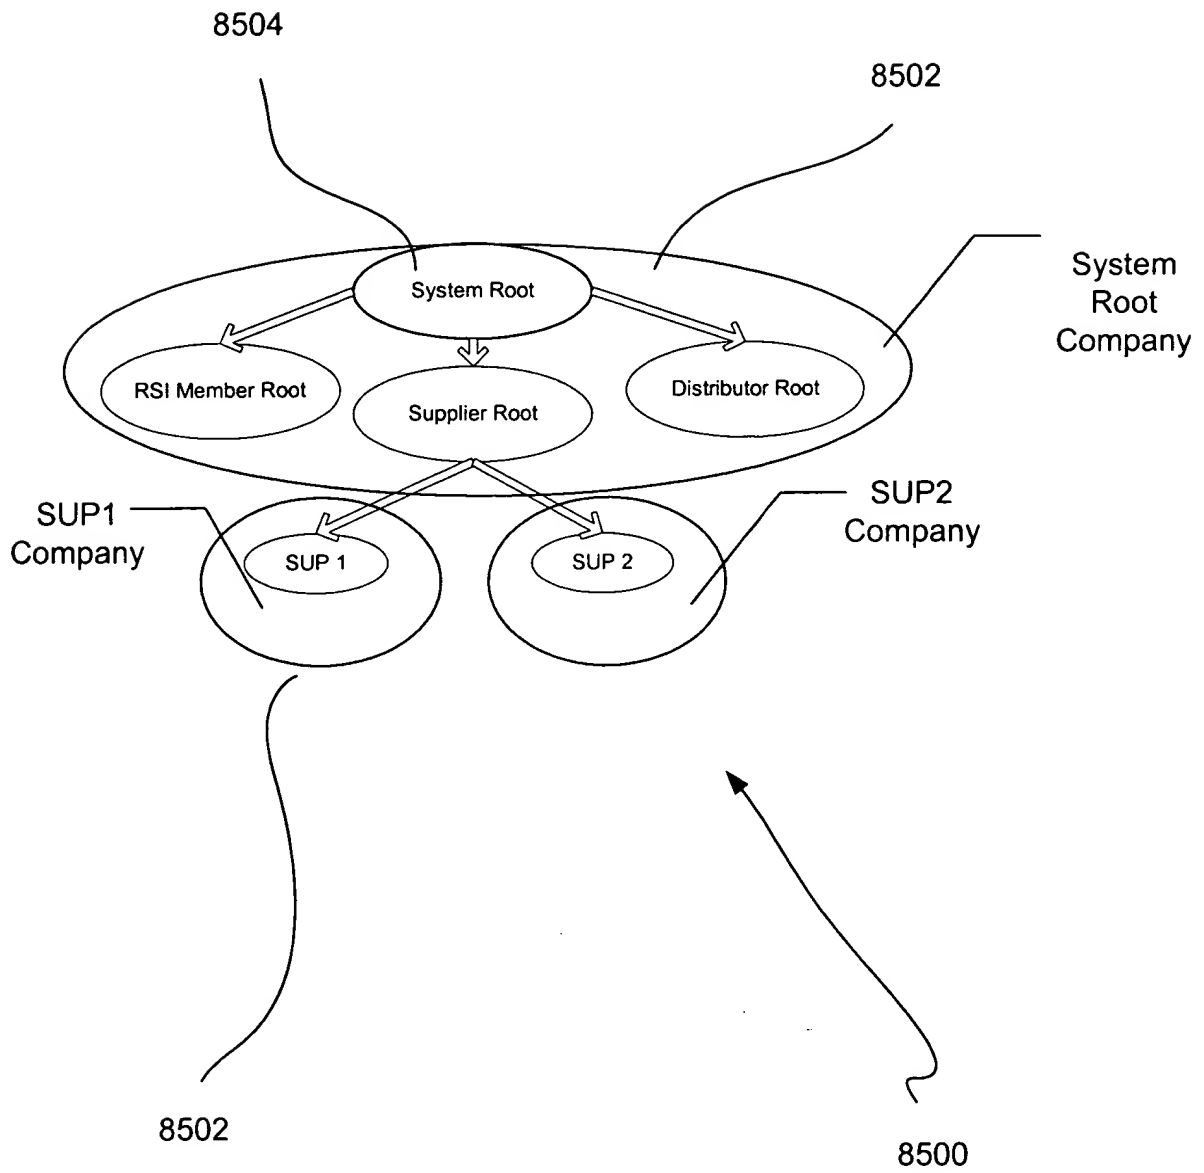 8504
8502
System
Root
Company
System Root
RSI Member Root
Supplier Root
Distributor Root
SUP1
Company
SUP2
Company
SUP 1
SUP 2
8502
8500